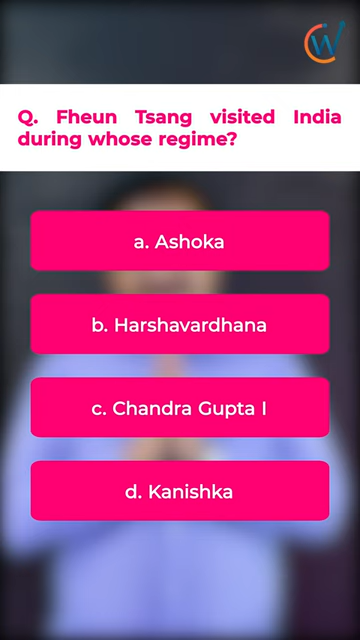 Q. Fheun Tsang visited India
during whose regime?
a. Ashoka
b. Harshavardhana
c. Chandra Gupta I
d. Kanishka